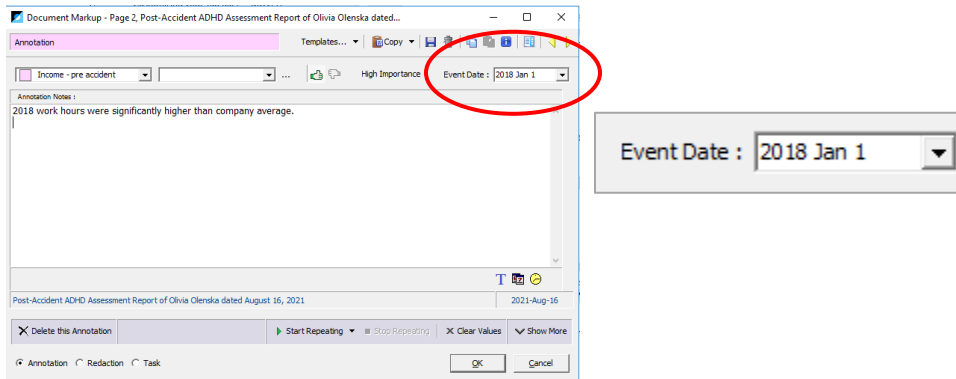 Document Markup - Page 2, Post-Accident ADHD Assessment Report of Olivia Olenska dated...
Annotation Templates... Copy
Income - pre accident ... High Importance Event Date : 2018 Jan 1
Annotation Notes :
2018 work hours were significantly higher than company average.
Event Date : 2018 Jan 1
T
Post-Accident ADHD Assessment Report of Olivia Olenska dated August 16, 2021 2021-Aug-16
Delete this Annotation Start Repeating Stop Repeating Clear Values Show More
Annotation Redaction Task OK Cancel